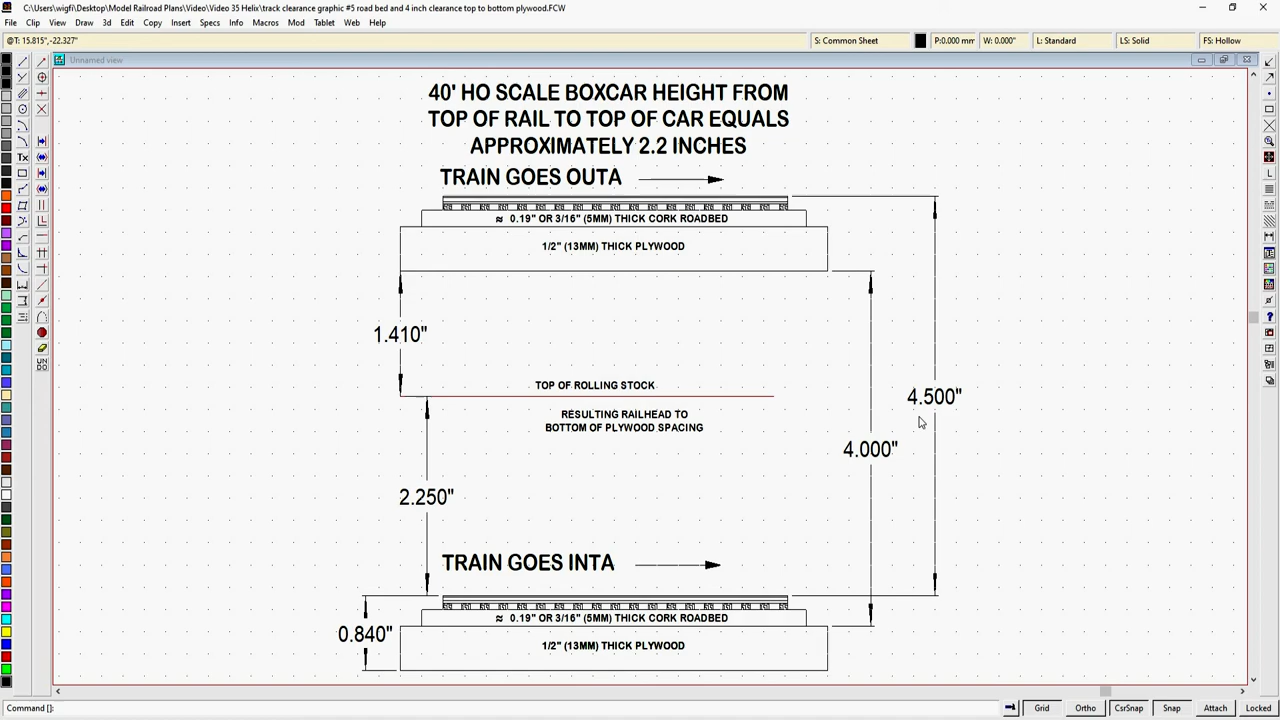 C:\Users\wigfi\Desktop\Model Railroad Plans\Video\Video 35 Helix\track clearance graphic #5 road bed and 4 inch clearance top to bottom plywood.FCW
File Clip View Draw 3d Edit Copy Insert Specs Info Macros Mod Tablet Web Help
@T: 15.815",-22.327"
S: Common Sheet
P:0.000 mm
W: 0.000"
L: Standard
LS: Solid
FS: Hollow
Unnamed view
40' HO SCALE BOXCAR HEIGHT FROM
TOP OF RAIL TO TOP OF CAR EQUALS
APPROXIMATELY 2.2 INCHES
TRAIN GOES OUTA
≈ 0.19" OR 3/16" (5MM) THICK CORK ROADBED
1/2" (13MM) THICK PLYWOOD
1.410"
TOP OF ROLLING STOCK
4.500"
RESULTING RAILHEAD TO
BOTTOM OF PLYWOOD SPACING
4.000"
2.250"
TRAIN GOES INTA
≈ 0.19" OR 3/16" (5MM) THICK CORK ROADBED
0.840"
1/2" (13MM) THICK PLYWOOD
Tx
UN
DO
Command []:
Grid
Ortho
CsrSnap
Snap
Attach
Locked